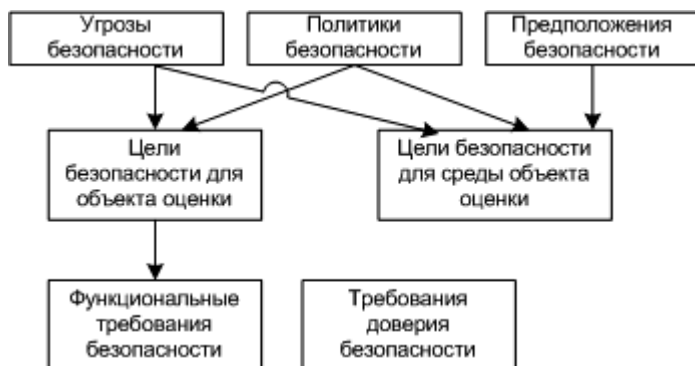 Угрозы
безопасности
Политики
безопасности
Предположения
безопасности
Цели
безопасности для
объекта оценки
Цели безопасности
для среды объекта
оценки
Функциональные
требования
безопасности
Требования
доверия
безопасности